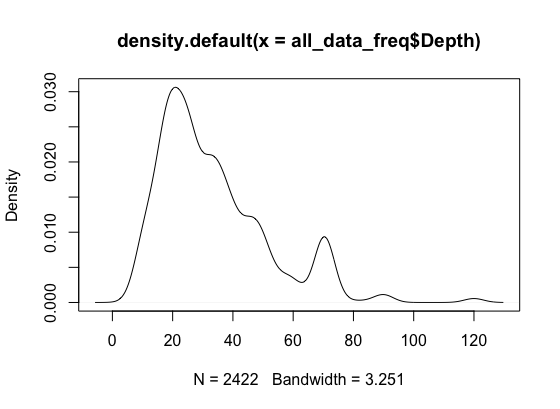 density.default(x = all_data_freq$Depth)
Density
0.030
0.020
0.010
0.000
0 20 40 60 80 100 120
N = 2422 Bandwidth = 3.251